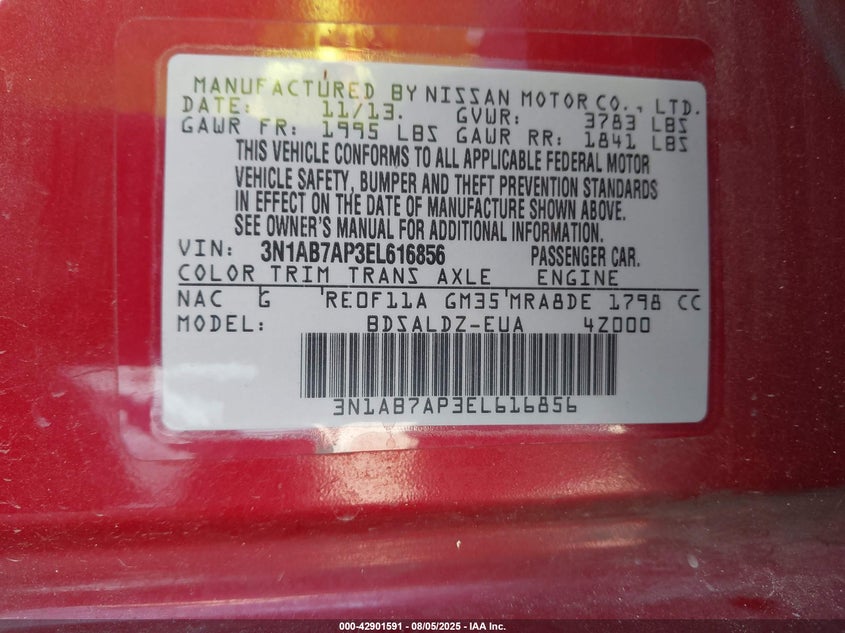 MANUFACTURED BY NISSAN MOTOR CO., LTD.
DATE: 11/13. GVWR: 3783 LBS
GAWR FR: 1995 LBS GAWR RR: 1841 LBS
THIS VEHICLE CONFORMS TO ALL APPLICABLE FEDERAL MOTOR
VEHICLE SAFETY, BUMPER AND THEFT PREVENTION STANDARDS
IN EFFECT ON THE DATE OF MANUFACTURE SHOWN ABOVE.
SEE OWNER'S MANUAL FOR ADDITIONAL INFORMATION.
VIN: 3N1AB7AP3EL616856 PASSENGER CAR.
COLOR TRIM TRANS AXLE ENGINE
NAC G RE0F11A GM35 MRA8DE 1798 CC
MODEL: BDSALDZ-EUA 4Z000
3N1AB7AP3EL616856
000-42901591 - 08/05/2025 - IAA Inc.